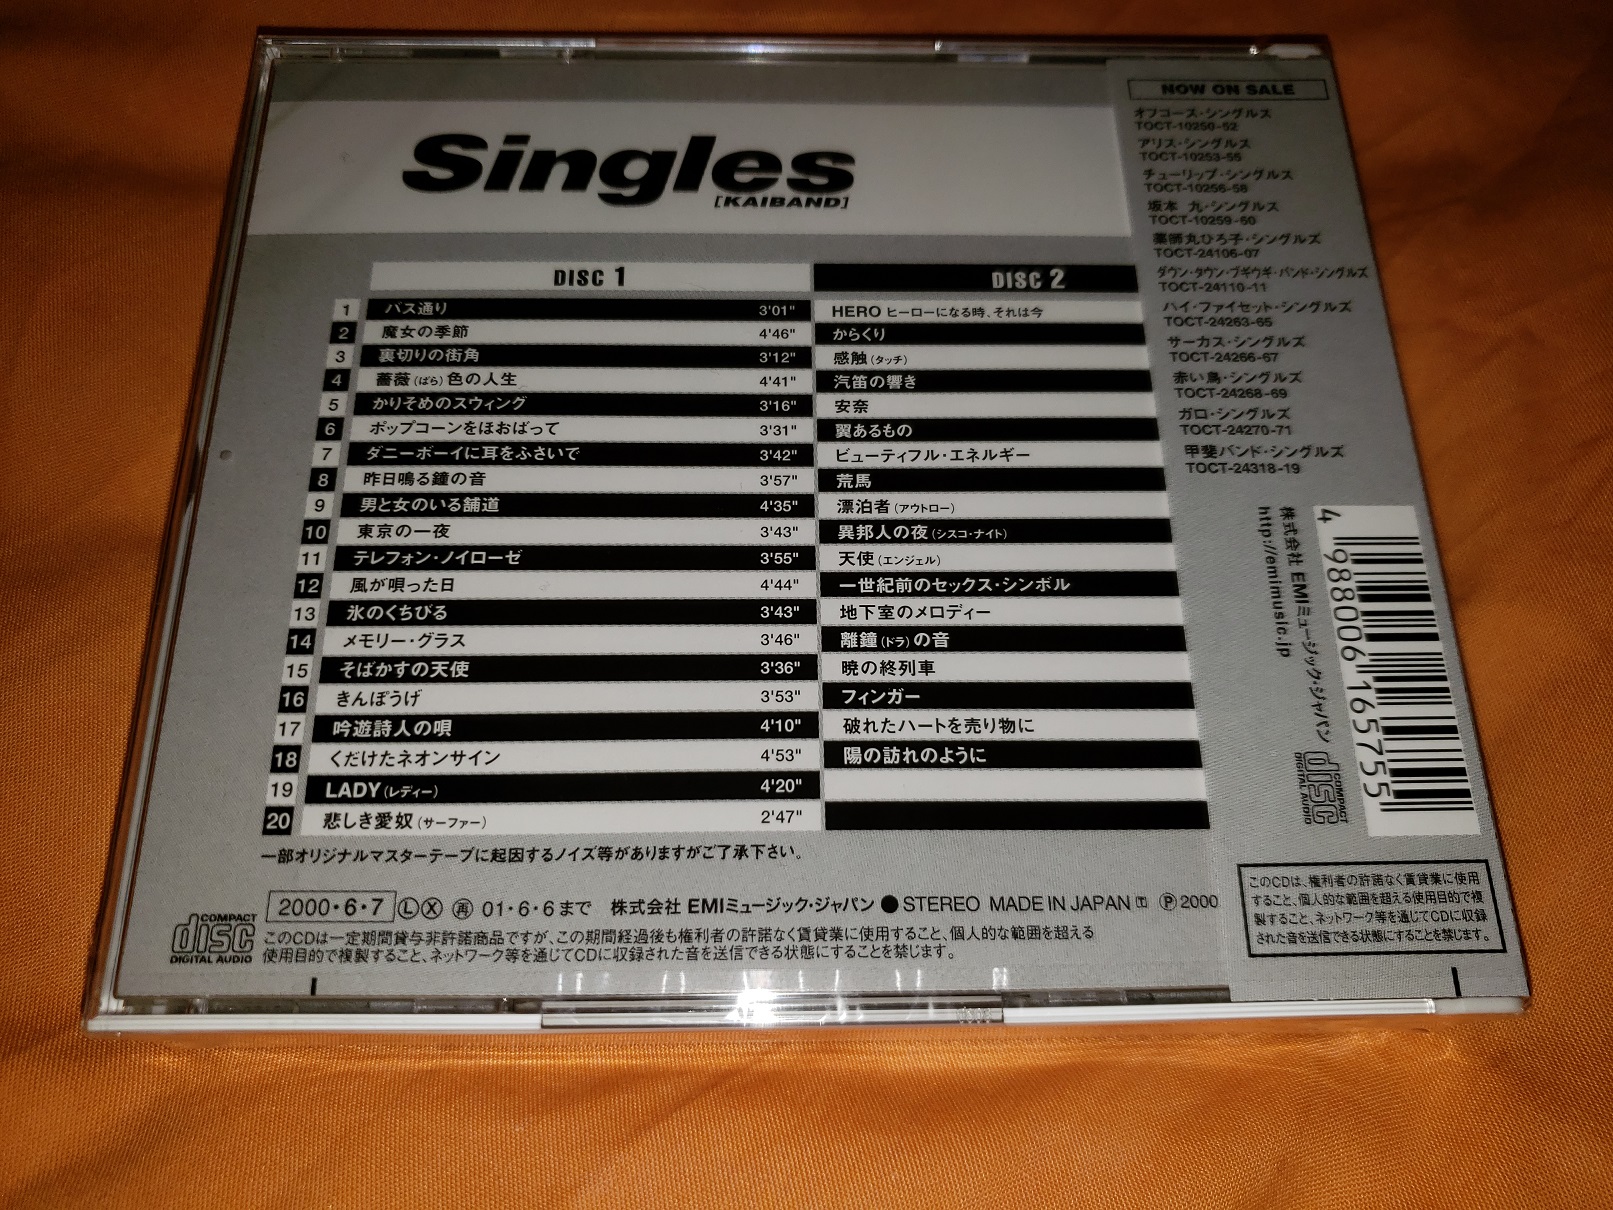 Singles
[KAIBAND]
DISC 1
1 バス通り 3'01"
2 魔女の季節 4'46"
3 裏切りの街角 3'12"
4 薔薇(ばら)色の人生 4'41"
5 かりそめのスウィング 3'16"
6 ポップコーンをほおばって 3'31"
7 ダニーボーイに耳をふさいで 3'42"
8 昨日鳴る鐘の音 3'57"
9 男と女のいる舗道 4'35"
10 東京の一夜 3'43"
11 テレフォン・ノイローゼ 3'55"
12 風が唄った日 4'44"
13 氷のくちびる 3'43"
14 メモリー・グラス 3'46"
15 そばかすの天使 3'36"
16 きんぽうげ 3'53"
17 吟遊詩人の唄 4'10"
18 くだけたネオンサイン 4'53"
19 LADY(レディー) 4'20"
20 悲しき愛奴(サーファー) 2'47"
DISC 2
HERO ヒーローになる時、それは今
からくり
感触(タッチ)
汽笛の響き
安奈
翼あるもの
ビューティフル・エネルギー
荒馬
漂泊者(アウトロー)
異邦人の夜(シスコ・ナイト)
天使(エンジェル)
一世紀前のセックス・シンボル
地下室のメロディー
離鐘(ドラ)の音
暁の終列車
フィンガー
破れたハートを売り物に
陽の訪れのように
一部オリジナルマスターテープに起因するノイズ等がありますがご了承下さい。
2000・6・7 Ⓛ Ⓧ 再 01・6・6まで 株式会社 EMIミュージック・ジャパン ●STEREO MADE IN JAPAN T Ⓟ2000
COMPACT
disc
DIGITAL AUDIO
このCDは一定期間貸与非許諾商品ですが、この期間経過後も権利者の許諾なく賃貸業に使用すること、個人的な範囲を超える
使用目的で複製すること、ネットワーク等を通じてCDに収録された音を送信できる状態にすることを禁じます。
NOW ON SALE
オフコース・シングルス
TOCT-10250-52
アリス・シングルス
TOCT-10253-55
チューリップ・シングルス
TOCT-10256-58
坂本 九・シングルス
TOCT-10259-60
薬師丸ひろ子・シングルズ
TOCT-24106-07
ダウン・タウン・ブギウギ・バンド・シングルズ
TOCT-24110-11
ハイ・ファイセット・シングルズ
TOCT-24263-65
サーカス・シングルズ
TOCT-24266-67
赤い鳥・シングルズ
TOCT-24268-69
ガロ・シングルズ
TOCT-24270-71
甲斐バンド・シングルズ
TOCT-24318-19
4 988006 165755
株式会社 EMIミュージック・ジャパン
http://emimusic.jp
COMPACT
disc
DIGITAL AUDIO
このCDは、権利者の許諾なく賃貸業に使用
すること、個人的な範囲を超える使用目的で複
製すること、ネットワーク等を通じてCDに収録
された音を送信できる状態にすることを禁じます。